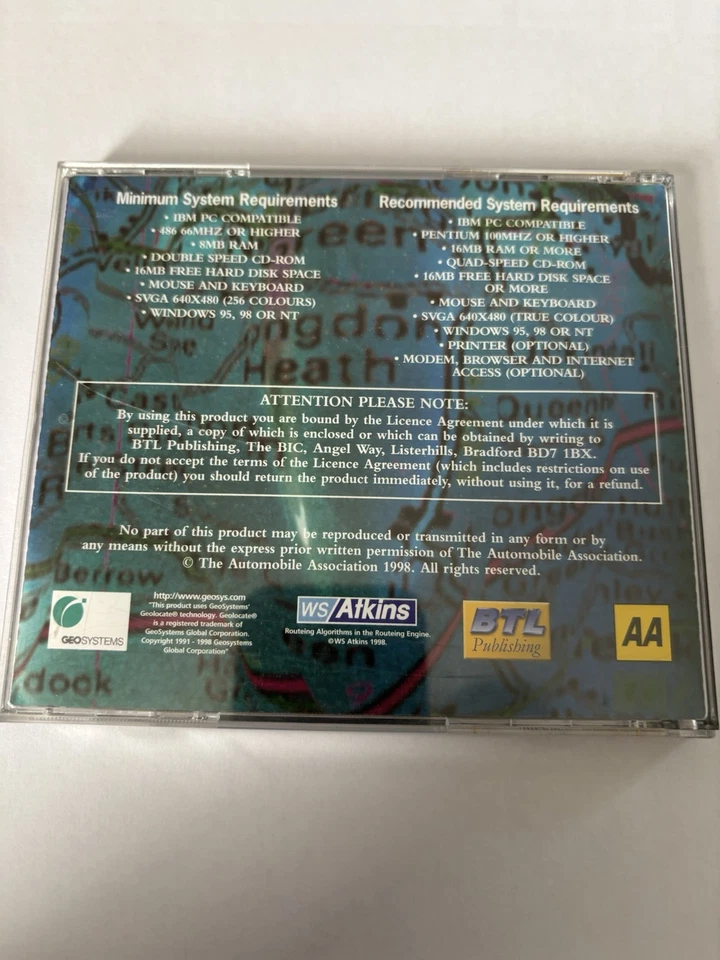 Minimum System Requirements
• IBM PC COMPATIBLE
• 486 66MHZ OR HIGHER
• 8MB RAM
• DOUBLE SPEED CD-ROM
• 16MB FREE HARD DISK SPACE
• MOUSE AND KEYBOARD
• SVGA 640X480 (256 COLOURS)
• WINDOWS 95, 98 OR NT
Recommended System Requirements
• IBM PC COMPATIBLE
• PENTIUM 100MHZ OR HIGHER
• 16MB RAM OR MORE
• QUAD-SPEED CD-ROM
• 16MB FREE HARD DISK SPACE
OR MORE
• MOUSE AND KEYBOARD
• SVGA 640X480 (TRUE COLOUR)
• WINDOWS 95, 98 OR NT
• PRINTER (OPTIONAL)
• MODEM, BROWSER AND INTERNET
ACCESS (OPTIONAL)
Heath
ATTENTION PLEASE NOTE:
By using this product you are bound by the Licence Agreement under which it is
supplied, a copy of which is enclosed or which can be obtained by writing to
BTL Publishing, The BIC, Angel Way, Listerhills, Bradford BD7 1BX.
If you do not accept the terms of the Licence Agreement (which includes restrictions on use
of the product) you should return the product immediately, without using it, for a refund.
No part of this product may be reproduced or transmitted in any form or by
any means without the express prior written permission of The Automobile Association.
© The Automobile Association 1998. All rights reserved.
GEOSYSTEMS
http://www.geosys.com
"This product uses GeoSystems'
Geolocate® technology. Geolocate®
is a registered trademark of
GeoSystems Global Corporation.
Copyright 1991 - 1998 Geosystems
Global Corporation"
WS/Atkins
Routeing Algorithms in the Routeing Engine.
©WS Atkins 1998.
BTL
Publishing
AA
dock